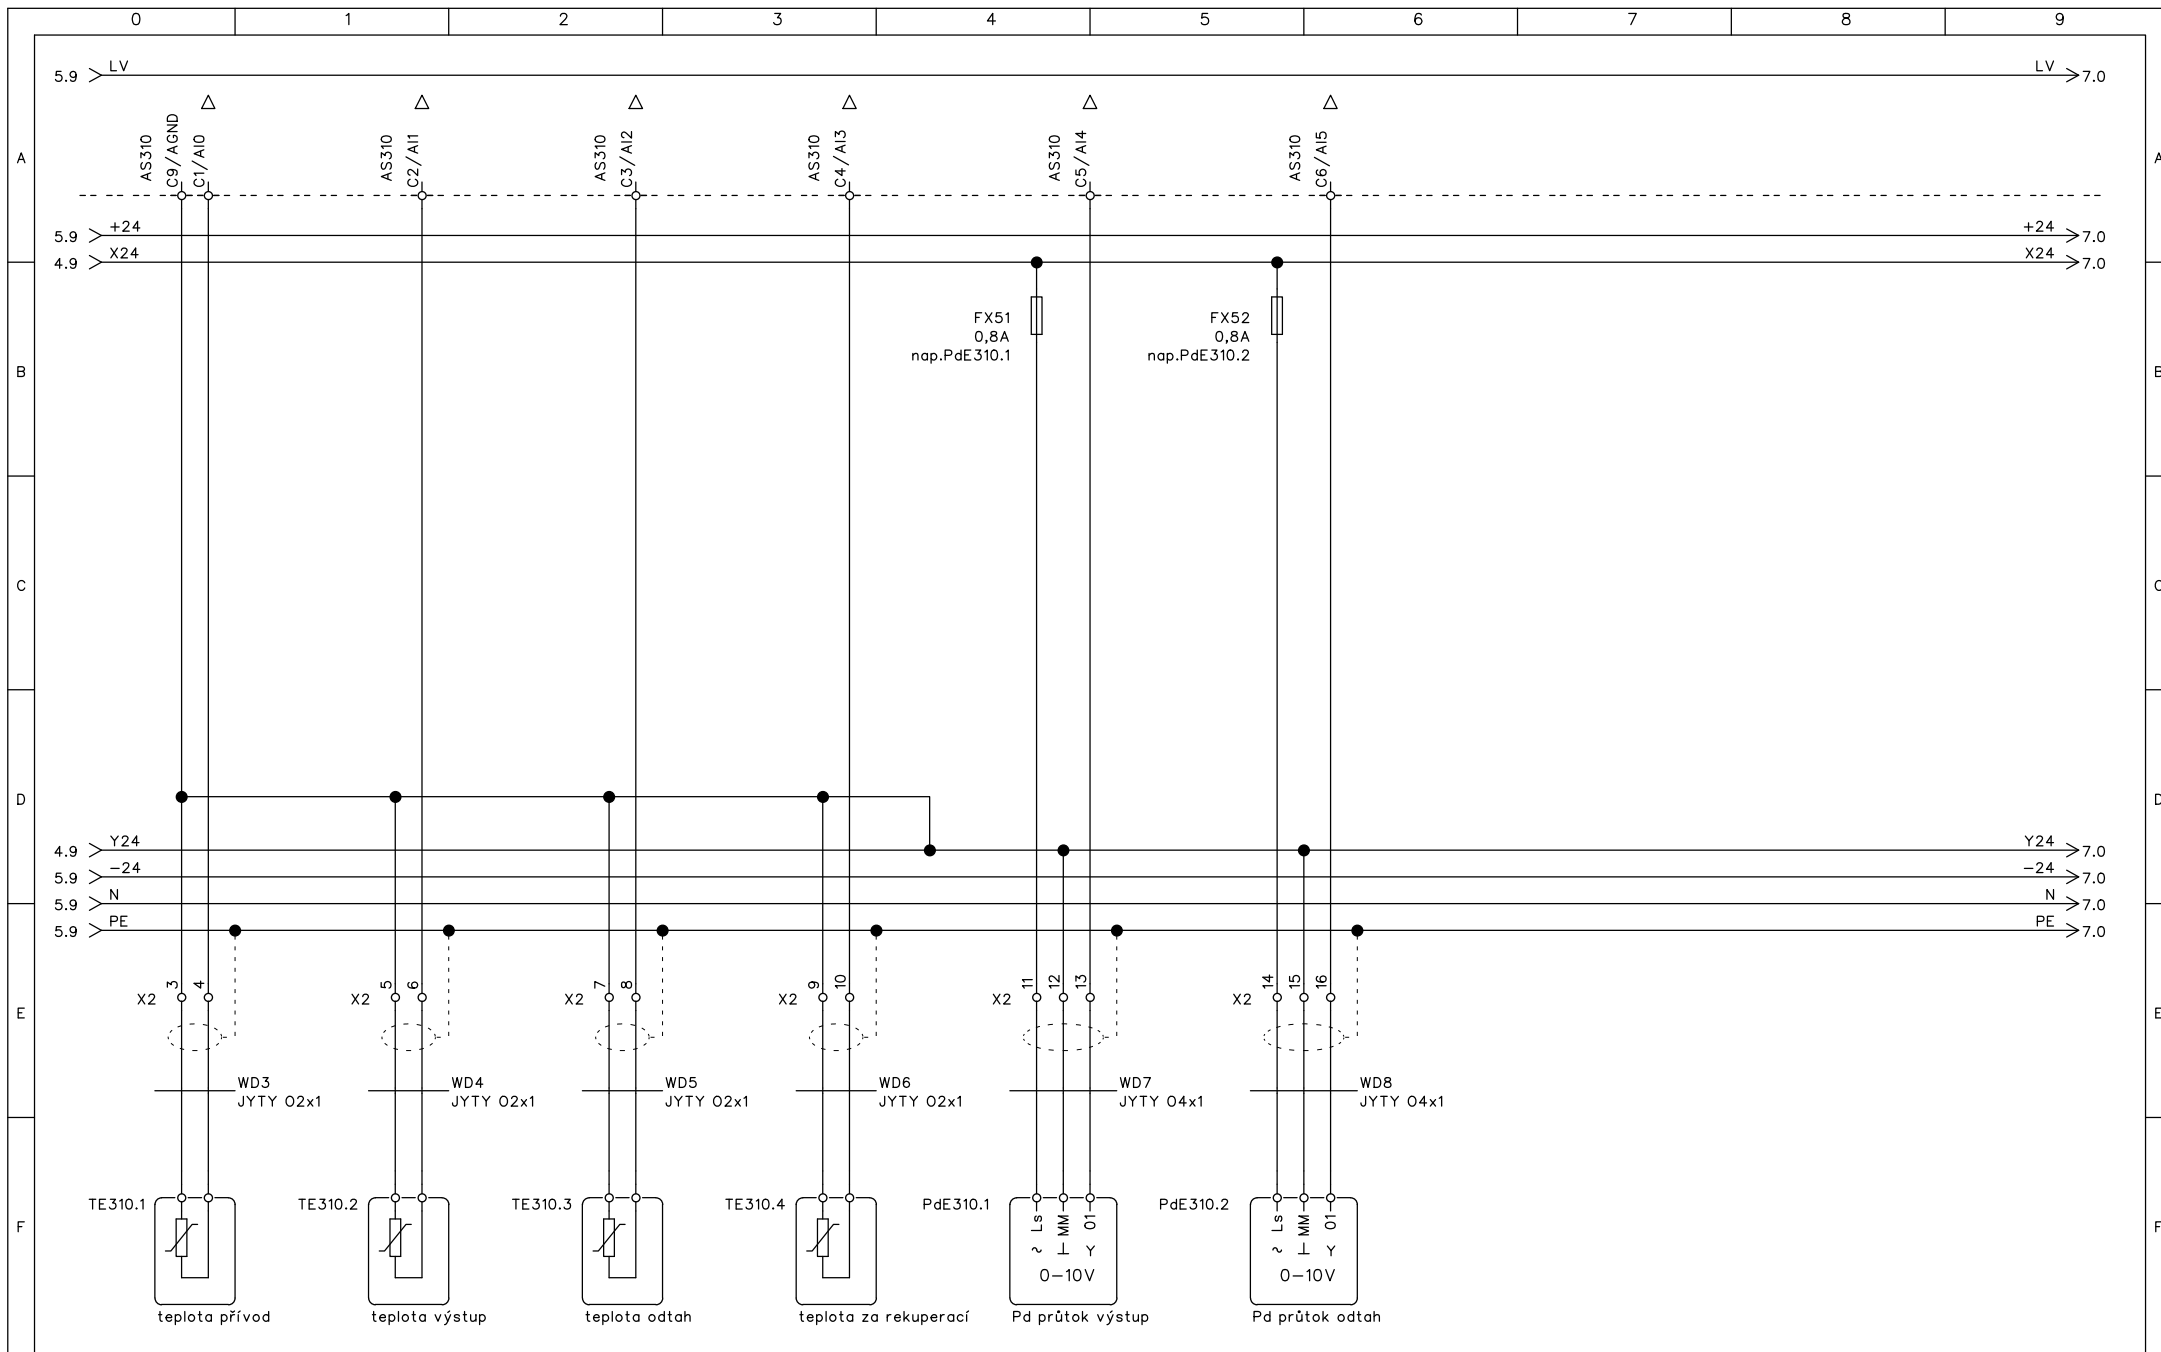 0 1 2 3 4 5 6 7 8 9
5.9 LV LV 7.0
AS310 C9/AGND C1/AI0 AS310 C2/AI1 AS310 C3/AI2 AS310 C4/AI3 AS310 C5/AI4 AS310 C6/AI5
A A
5.9 +24 +24 7.0
4.9 X24 X24 7.0
FX51 FX52
0,8A 0,8A
nap.PdE310.1 nap.PdE310.2
B B
C C
D D
4.9 Y24 Y24 7.0
5.9 -24 -24 7.0
5.9 N N 7.0
5.9 PE PE 7.0
X2 3 4 X2 5 6 X2 7 8 X2 9 10 X2 11 12 13 X2 14 15 16
E E
WD3 WD4 WD5 WD6 WD7 WD8
JYTY O2x1 JYTY O2x1 JYTY O2x1 JYTY O2x1 JYTY O4x1 JYTY O4x1
TE310.1 TE310.2 TE310.3 TE310.4 PdE310.1 PdE310.2
F F
Ls MM 01 Ls MM 01
~ ⊥ Y ~ ⊥ Y
0-10V 0-10V
teplota přívod teplota výstup teplota odtah teplota za rekuperací Pd průtok výstup Pd průtok odtah